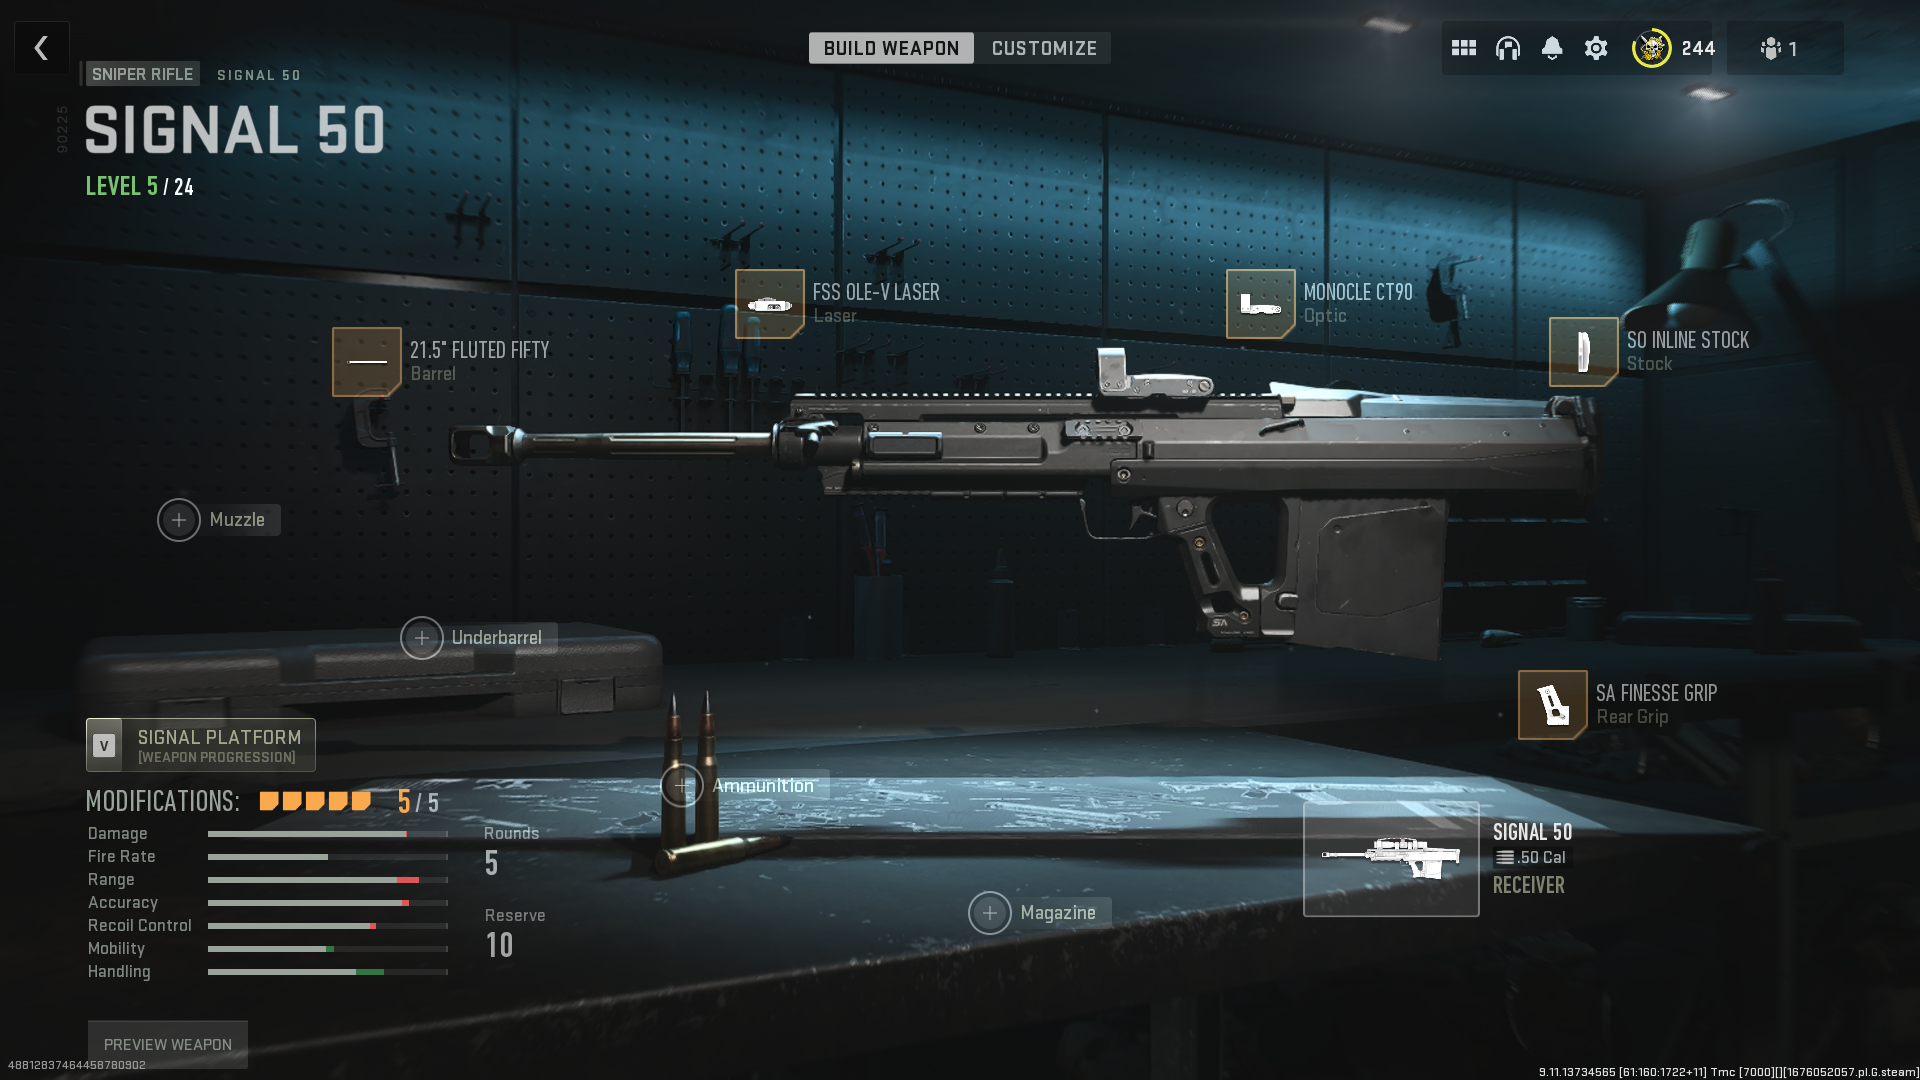 BUILD WEAPON
CUSTOMIZE
244
1
SNIPER RIFLE
SIGNAL 50
90225
SIGNAL 50
LEVEL 5 / 24
FSS OLE-V LASER
Laser
MONOCLE CT90
Optic
21.5" FLUTED FIFTY
Barrel
SO INLINE STOCK
Stock
Muzzle
Underbarrel
SA
SA FINESSE GRIP
Rear Grip
V
SIGNAL PLATFORM
[WEAPON PROGRESSION]
MODIFICATIONS:
5 / 5
Ammunition
Damage
Fire Rate
Range
Accuracy
Recoil Control
Mobility
Handling
Rounds
5
Reserve
10
SIGNAL 50
.50 Cal
RECEIVER
Magazine
PREVIEW WEAPON
48812837464458780902
9.11.13734565 [61:160:1722+11] Tmc [7000][][1676052057.pl.G.steam]